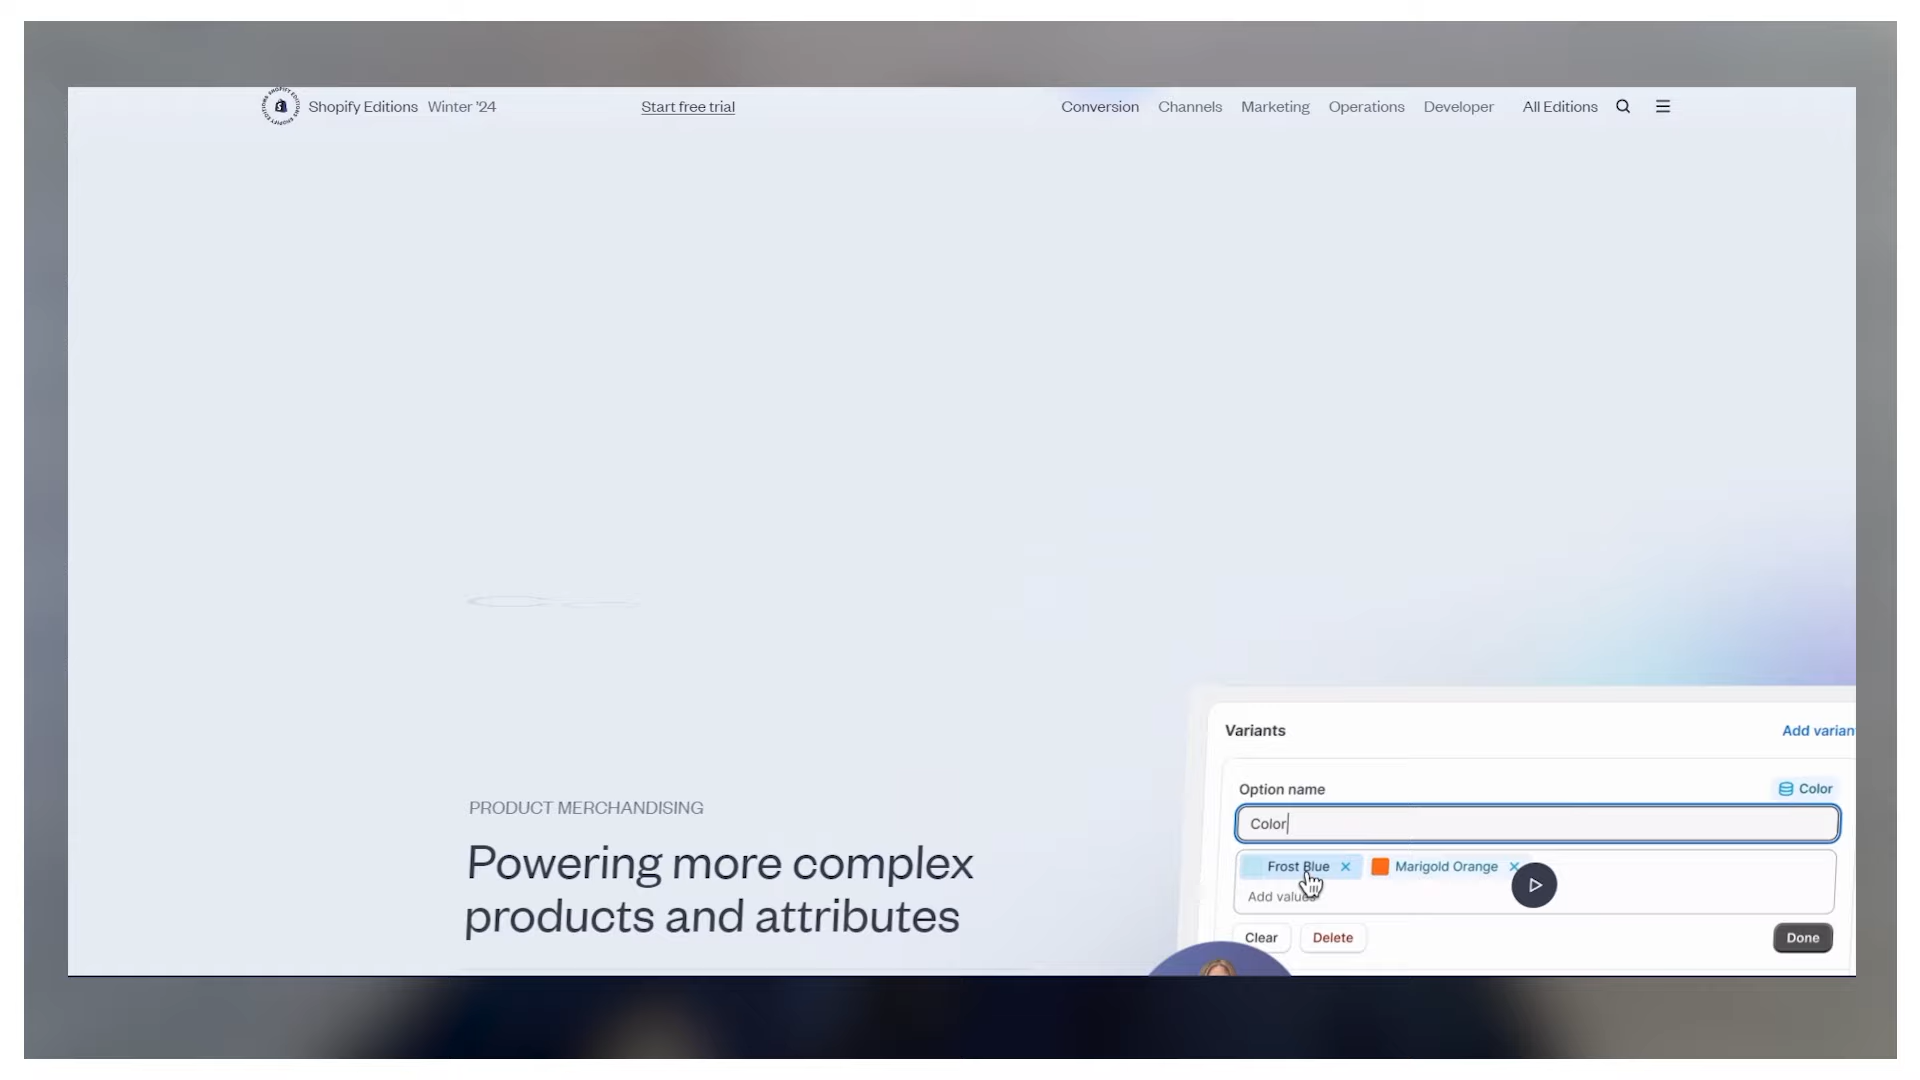 Shopify Editions Winter '24
Start free trial
Conversion Channels Marketing Operations Developer All Editions
PRODUCT MERCHANDISING
Powering more complex
products and attributes
Variants
Add varian
Option name
Color
Color
Frost Blue
Marigold Orange
Add values
Clear
Delete
Done